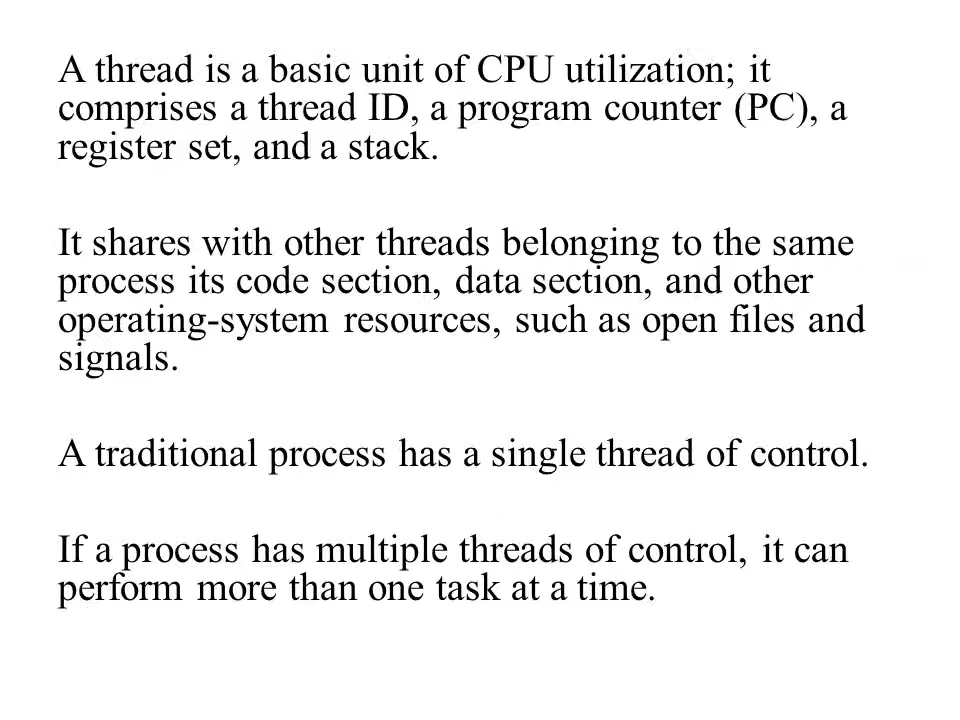 A thread is a basic unit of CPU utilization; it
comprises a thread ID, a program counter (PC), a
register set, and a stack.
It shares with other threads belonging to the same
process its code section, data section, and other
operating-system resources, such as open files and
signals.
A traditional process has a single thread of control.
If a process has multiple threads of control, it can
perform more than one task at a time.